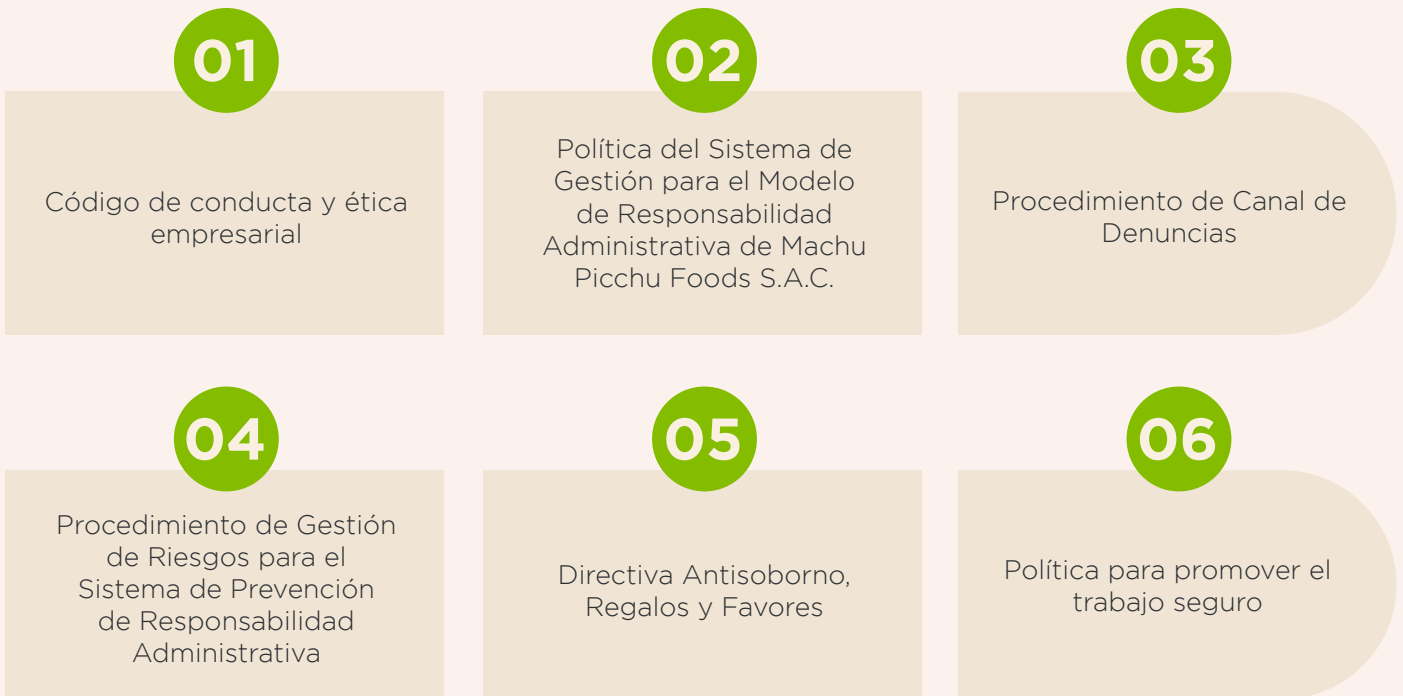 01
Código de conducta y ética
empresarial
02
Política del Sistema de
Gestión para el Modelo
de Responsabilidad
Administrativa de Machu
Picchu Foods S.A.C.
03
Procedimiento de Canal de
Denuncias
04
Procedimiento de Gestión
de Riesgos para el
Sistema de Prevención
de Responsabilidad
Administrativa
05
Directiva Antisoborno,
Regalos y Favores
06
Política para promover el
trabajo seguro